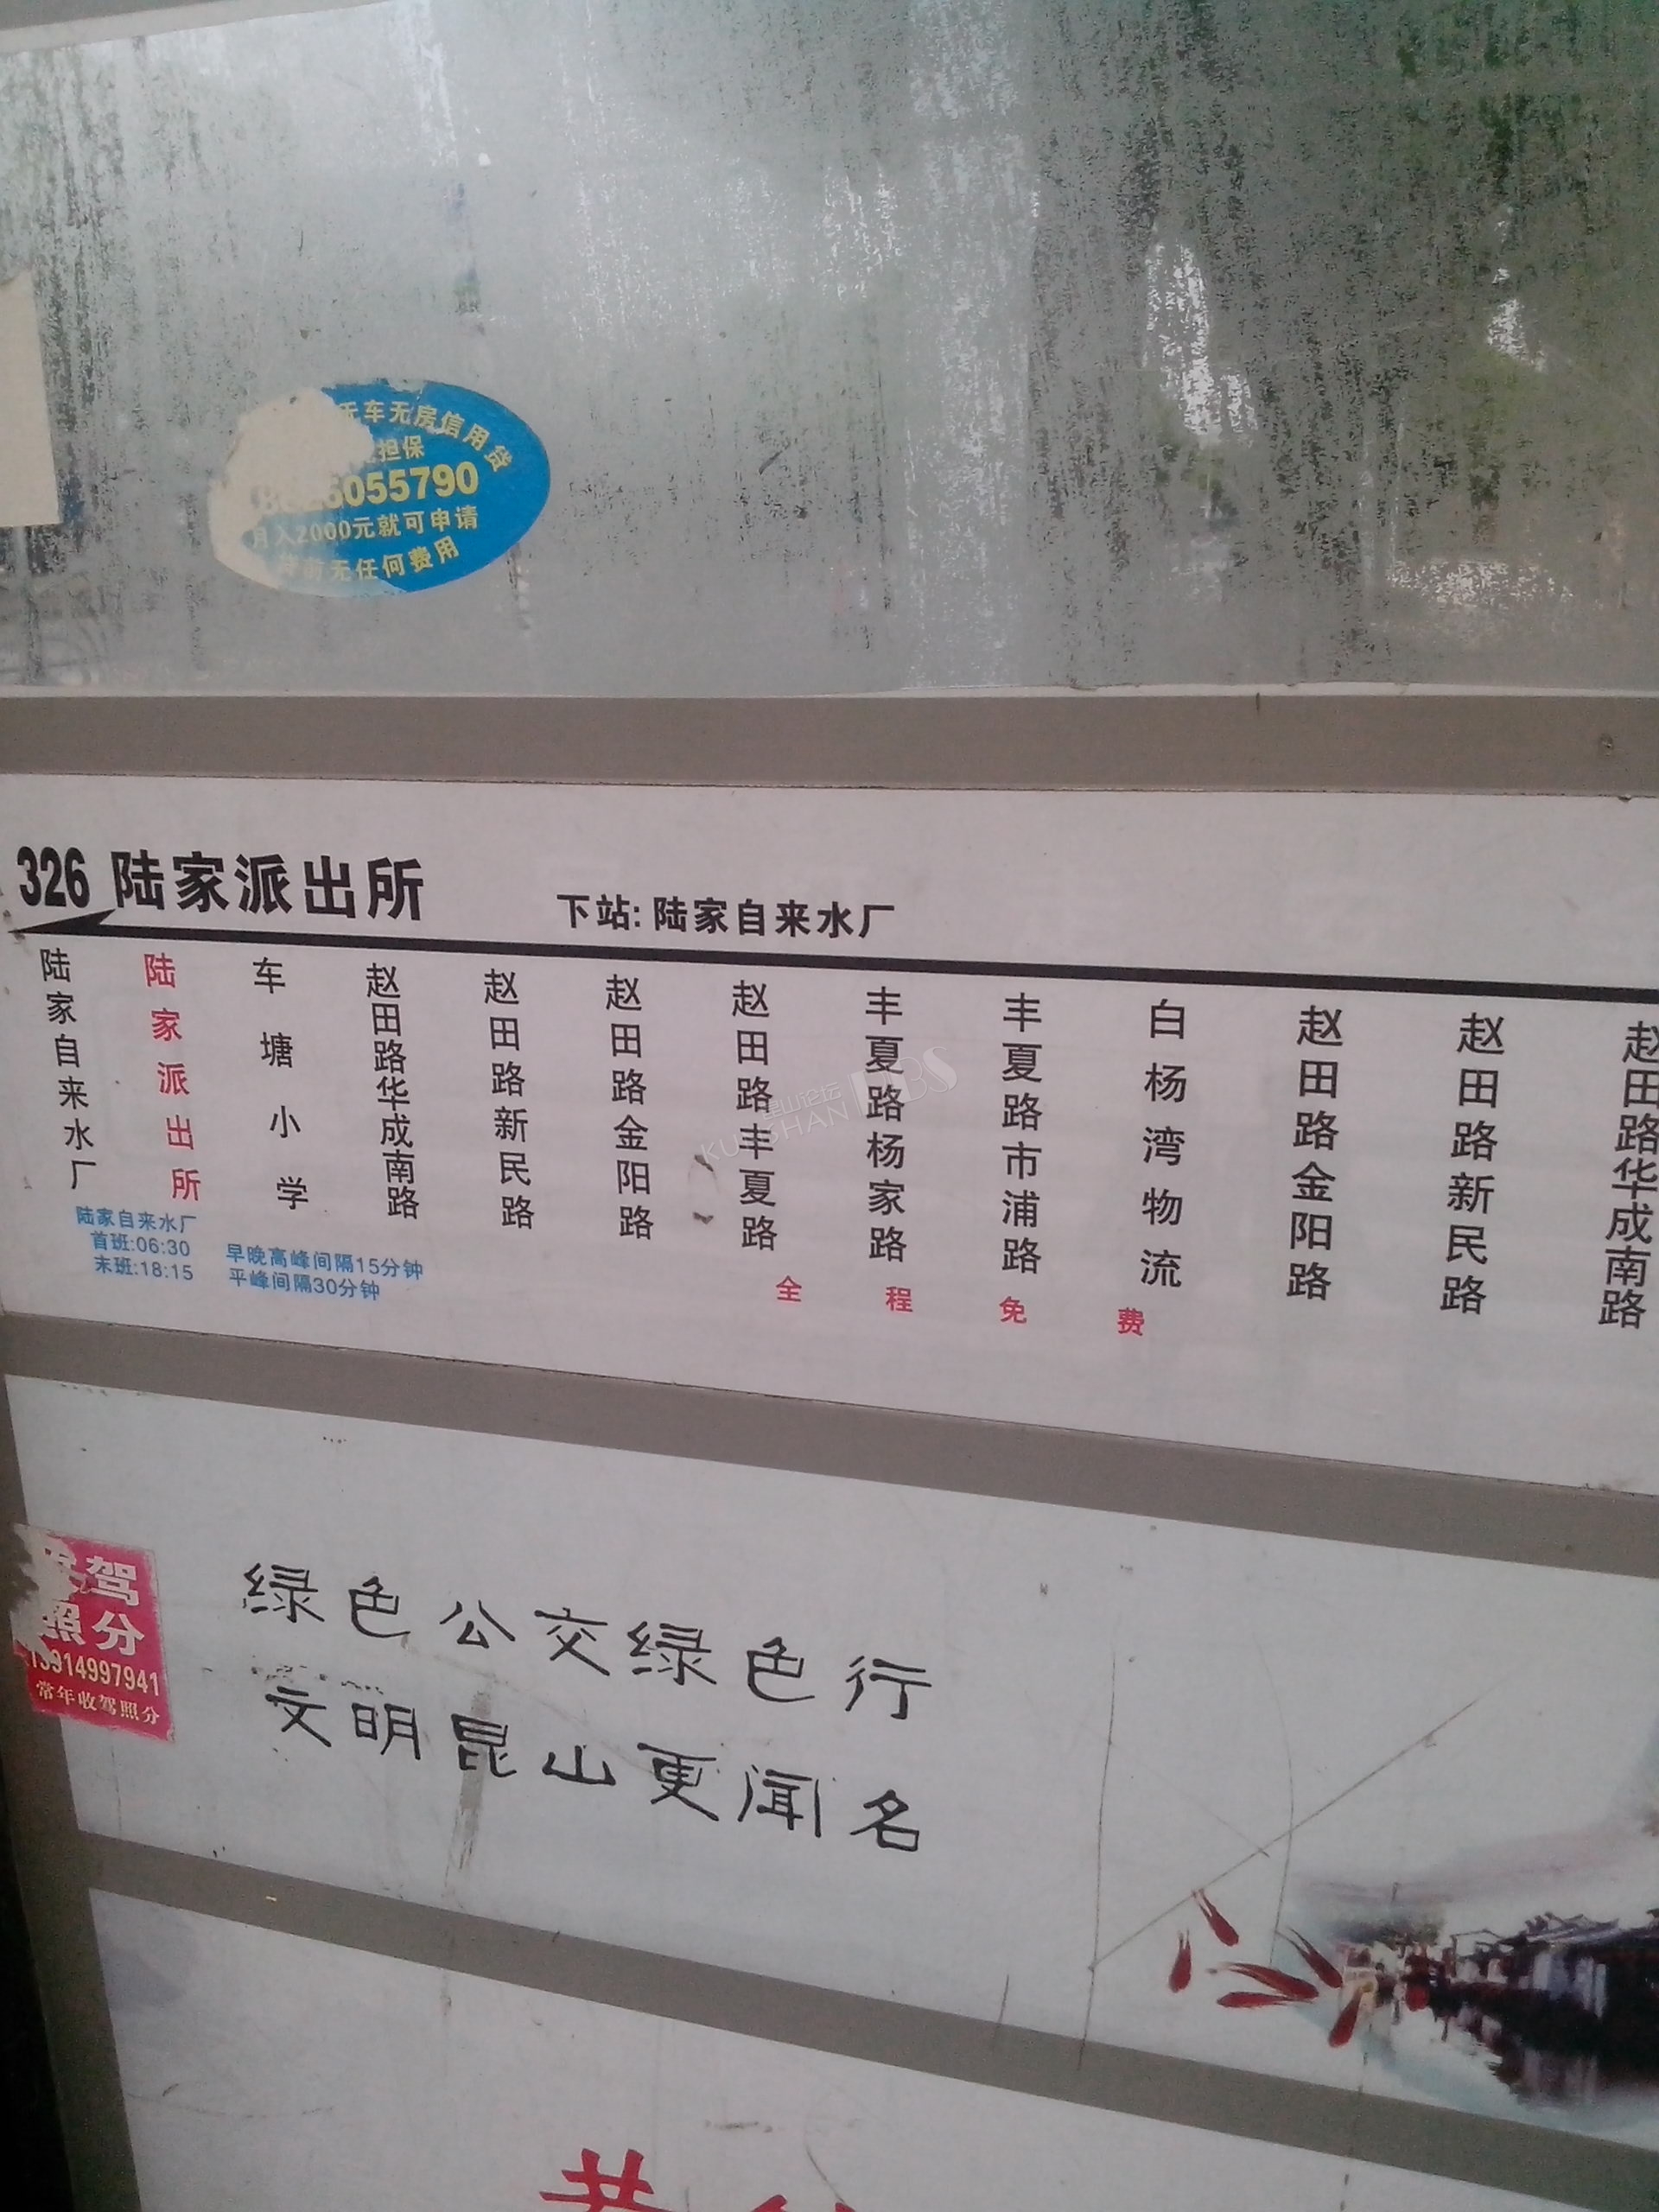 无车无房信用贷
担保
6055790
月入2000元就可申请
前无任何费用
326 陆家派出所
下站: 陆家自来水厂
陆家自来水厂
陆家派出所
车塘小学
赵田路华成南路
赵田路新民路
赵田路金阳路
赵田路丰夏路
丰夏路杨家路
丰夏路市浦路
白杨湾物流
赵田路金阳路
赵田路新民路
赵田路华成南路
陆家自来水厂
首班:06:30
末班:18:15
早晚高峰间隔15分钟
平峰间隔30分钟
全程免费
昆山论坛 BBS
KUNSHAN
驾
照分
13914997941
常年收驾照分
绿色公交绿色行
文明昆山更闻名